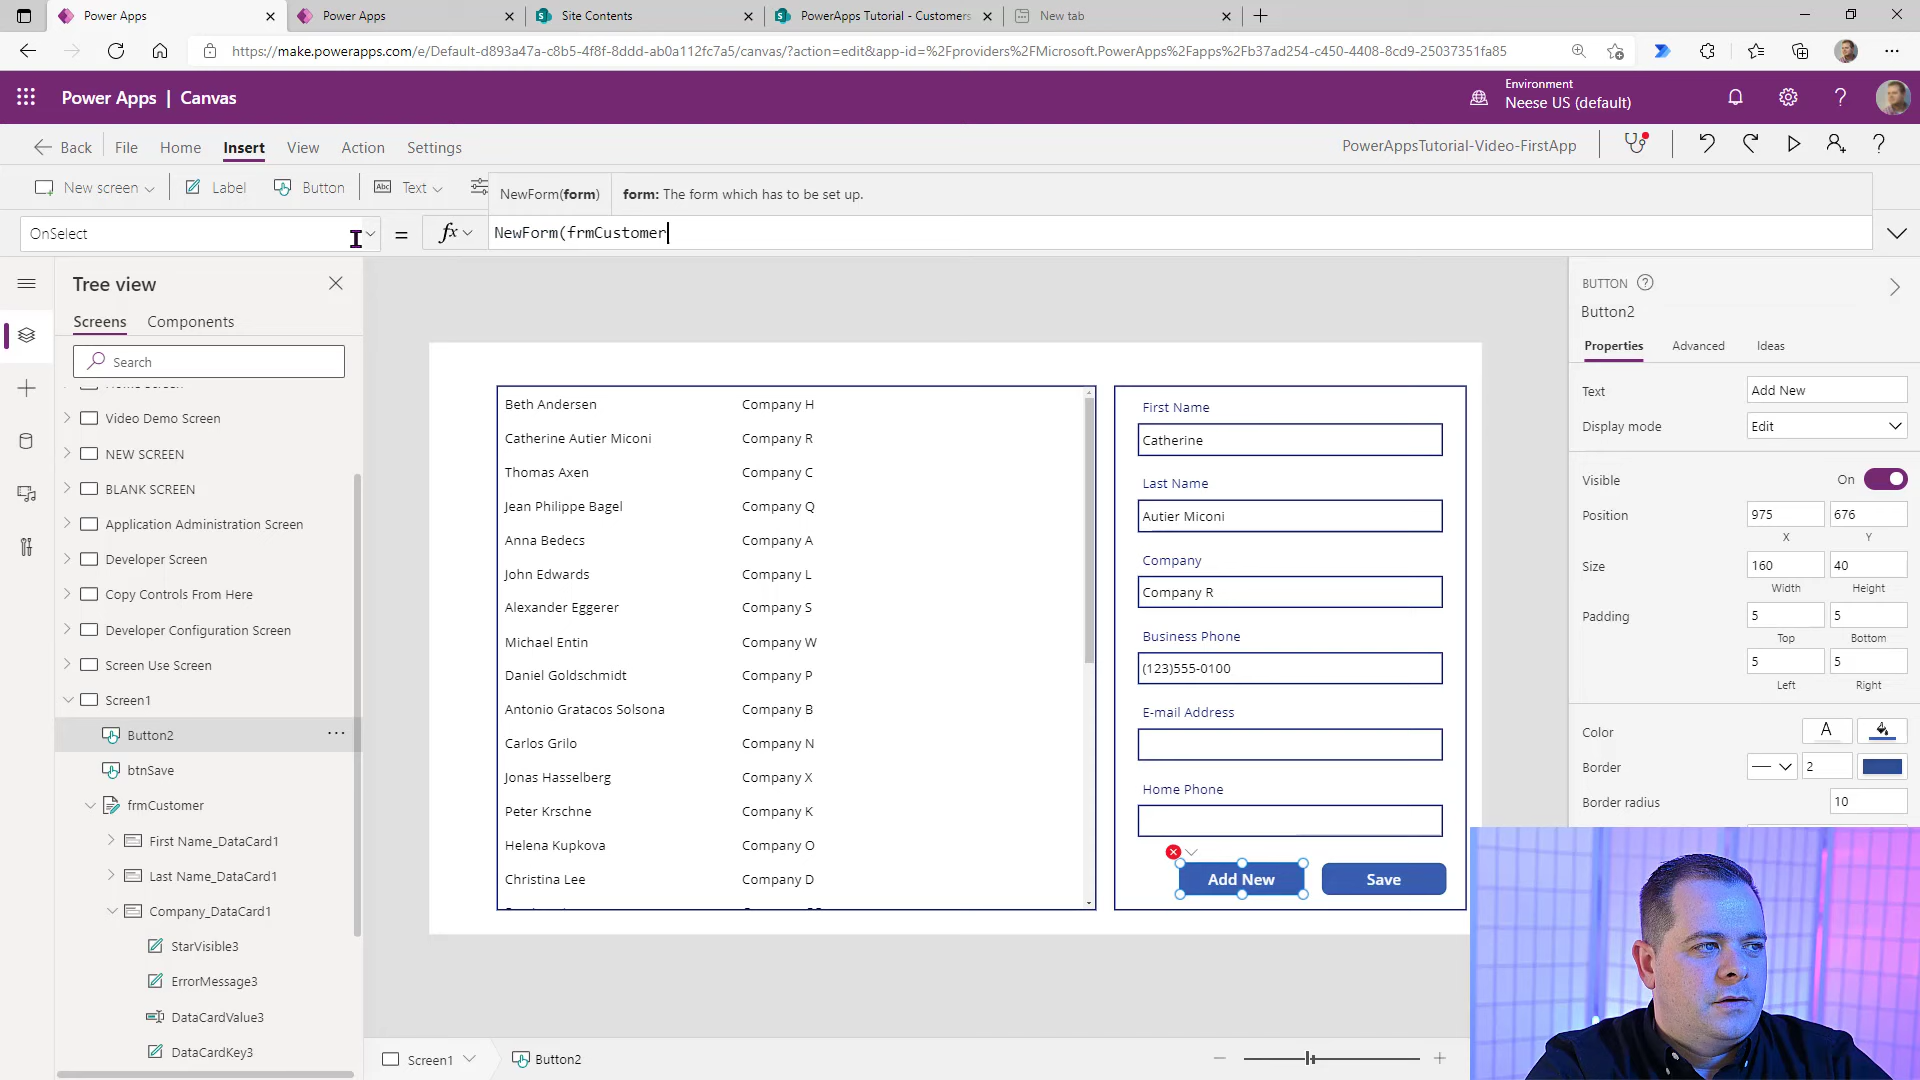 Power Apps
Power Apps
Site Contents
PowerApps Tutorial - Customers
New tab
https://make.powerapps.com/e/Default-d893a47a-c8b5-4f8f-8ddd-ab0a112fc7a5/canvas/?action=edit&app-id=%2Fproviders%2FMicrosoft.PowerApps%2Fapps%2Fb37ad254-c450-4408-8cd9-25037351fa85
Power Apps | Canvas
Environment
Neese US (default)
Back
File
Home
Insert
View
Action
Settings
PowerAppsTutorial-Video-FirstApp
New screen
Label
Button
Abc
Text
NewForm(form)
form: The form which has to be set up.
OnSelect
=
fx
NewForm(frmCustomer
Tree view
Screens
Components
Search
Video Demo Screen
NEW SCREEN
BLANK SCREEN
Application Administration Screen
Developer Screen
Copy Controls From Here
Developer Configuration Screen
Screen Use Screen
Screen1
Button2
btnSave
frmCustomer
First Name_DataCard1
Last Name_DataCard1
Company_DataCard1
StarVisible3
ErrorMessage3
DataCardValue3
DataCardKey3
Beth Andersen Company H
Catherine Autier Miconi Company R
Thomas Axen Company C
Jean Philippe Bagel Company Q
Anna Bedecs Company A
John Edwards Company L
Alexander Eggerer Company S
Michael Entin Company W
Daniel Goldschmidt Company P
Antonio Gratacos Solsona Company B
Carlos Grilo Company N
Jonas Hasselberg Company X
Peter Krschne Company K
Helena Kupkova Company O
Christina Lee Company D
First Name
Catherine
Last Name
Autier Miconi
Company
Company R
Business Phone
(123)555-0100
E-mail Address
Home Phone
Add New
Save
BUTTON
Button2
Properties
Advanced
Ideas
Text
Add New
Display mode
Edit
Visible
On
Position
975
676
X
Y
Size
160
40
Width
Height
Padding
5
5
Top
Bottom
5
5
Left
Right
Color
A
Border
2
Border radius
10
Screen1
Button2